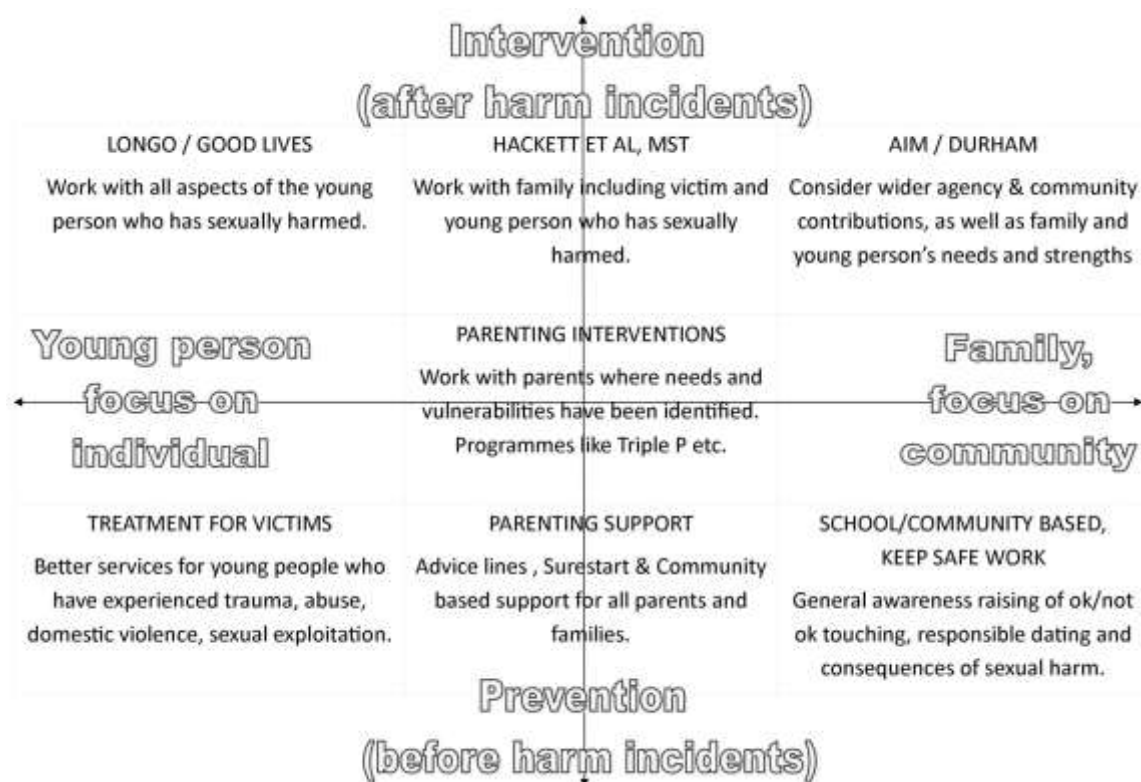 Intervention
(after harm incidents)
LONGO / GOOD LIVES
Work with all aspects of the young
person who has sexually harmed.
HACKETT ET AL, MST
Work with family including victim and
young person who has sexually
harmed.
AIM / DURHAM
Consider wider agency & community
contributions, as well as family and
young person's needs and strengths
Young person
focus on
individual
PARENTING INTERVENTIONS
Work with parents where needs and
vulnerabilities have been identified.
Programmes like Triple P etc.
Family,
focus on
community
TREATMENT FOR VICTIMS
Better services for young people who
have experienced trauma, abuse,
domestic violence, sexual exploitation.
PARENTING SUPPORT
Advice lines , Surestart & Community
based support for all parents and
families.
SCHOOL/COMMUNITY BASED,
KEEP SAFE WORK
General awareness raising of ok/not
ok touching, responsible dating and
consequences of sexual harm.
Prevention
(before harm incidents)